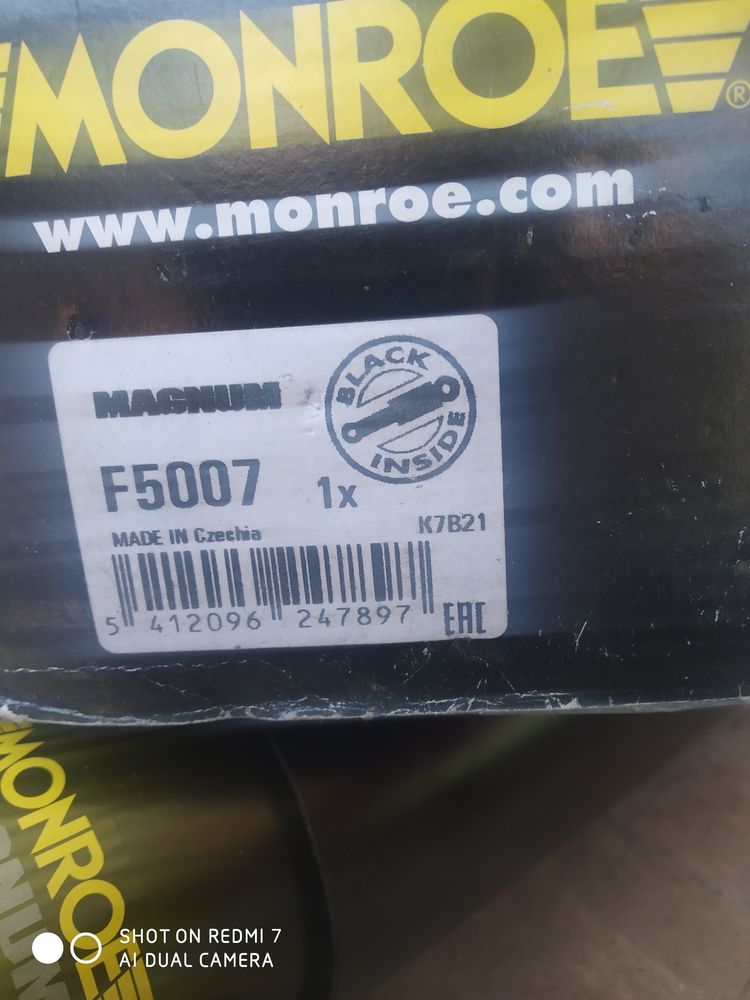 MONROE®
www.monroe.com
MAGNUM
BLACK
INSIDE
F5007
1x
MADE IN Czechia
K7B21
5 412096 247897
EAC
MONROE
SHOT ON REDMI 7
AI DUAL CAMERA